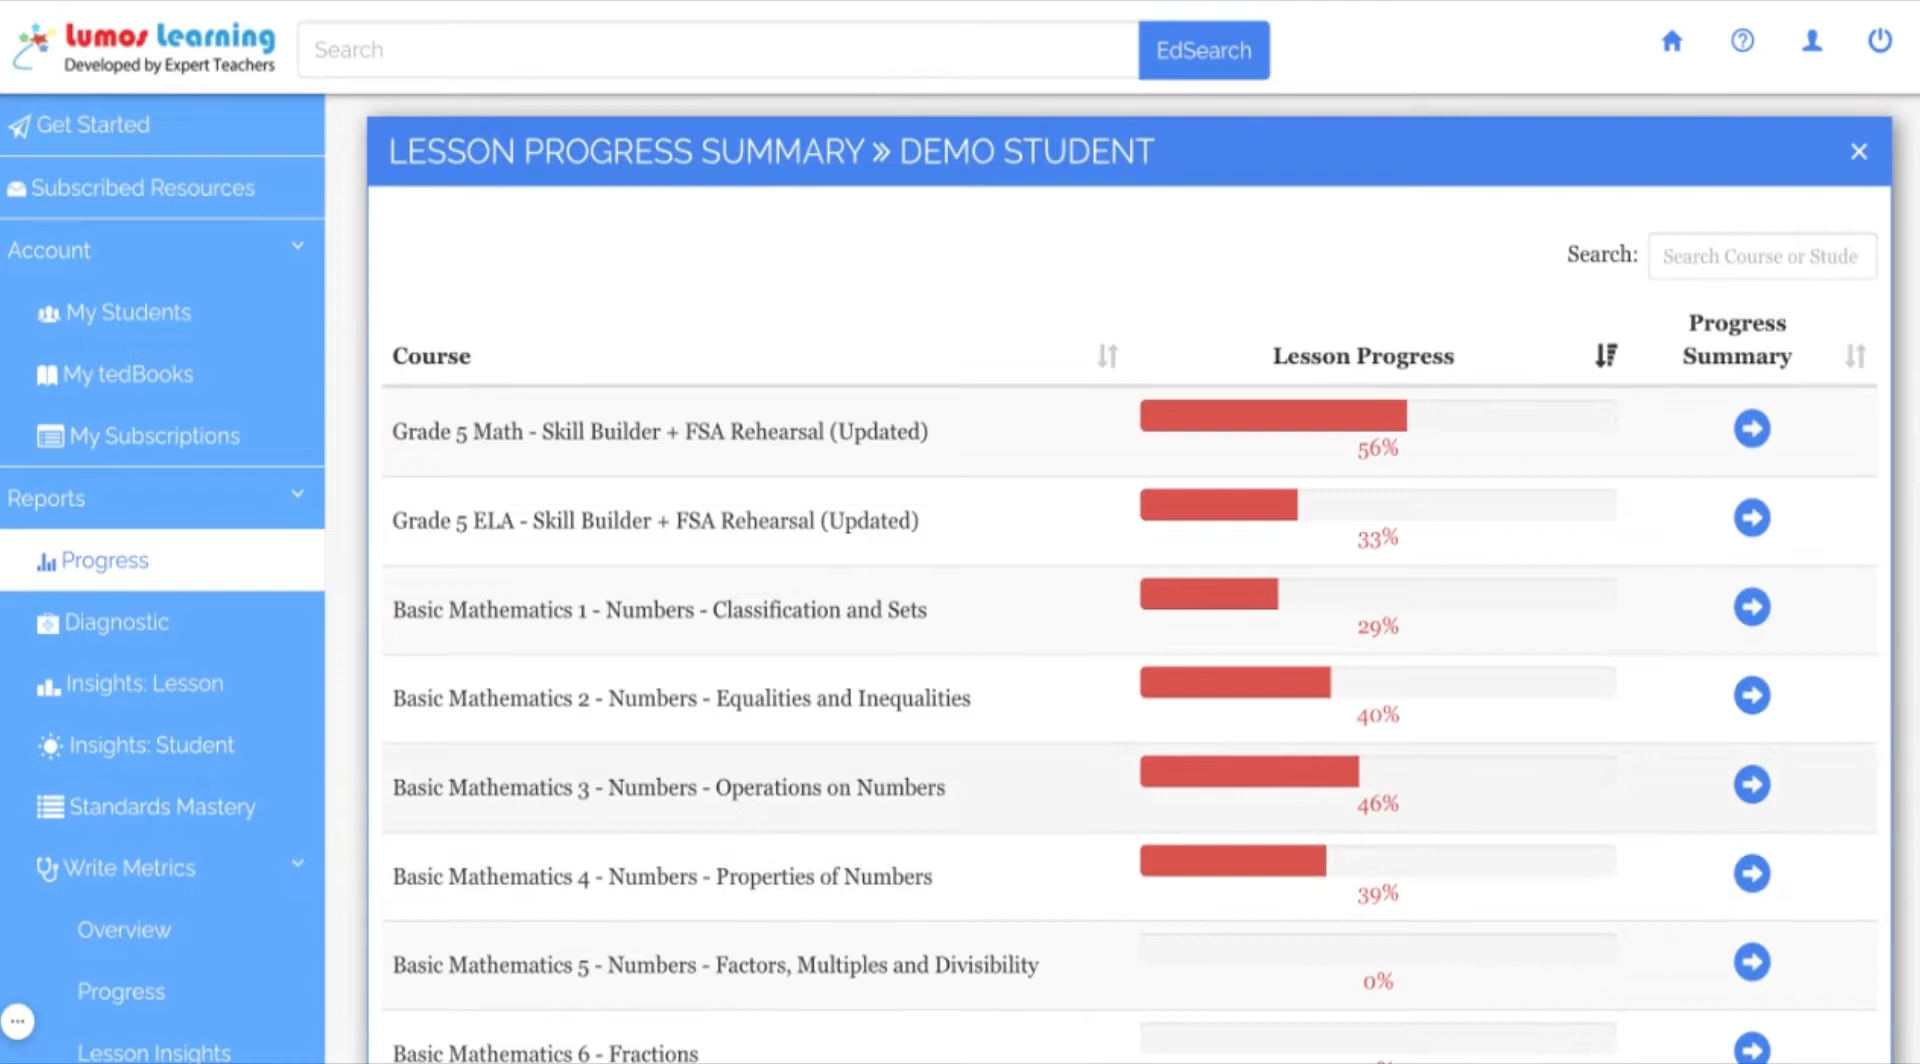 Lumos Learning
Developed by Expert Teachers
Search
EdSearch
Get Started
Subscribed Resources
Account
My Students
My tedBooks
My Subscriptions
Reports
Progress
Diagnostic
Insights: Lesson
Insights: Student
Standards Mastery
Write Metrics
Overview
Progress
Lesson Insights
LESSON PROGRESS SUMMARY » DEMO STUDENT
Search: Search Course or Stude
Course Lesson Progress Progress Summary
Grade 5 Math - Skill Builder + FSA Rehearsal (Updated) 56%
Grade 5 ELA - Skill Builder + FSA Rehearsal (Updated) 33%
Basic Mathematics 1 - Numbers - Classification and Sets 29%
Basic Mathematics 2 - Numbers - Equalities and Inequalities 40%
Basic Mathematics 3 - Numbers - Operations on Numbers 46%
Basic Mathematics 4 - Numbers - Properties of Numbers 39%
Basic Mathematics 5 - Numbers - Factors, Multiples and Divisibility 0%
Basic Mathematics 6 - Fractions